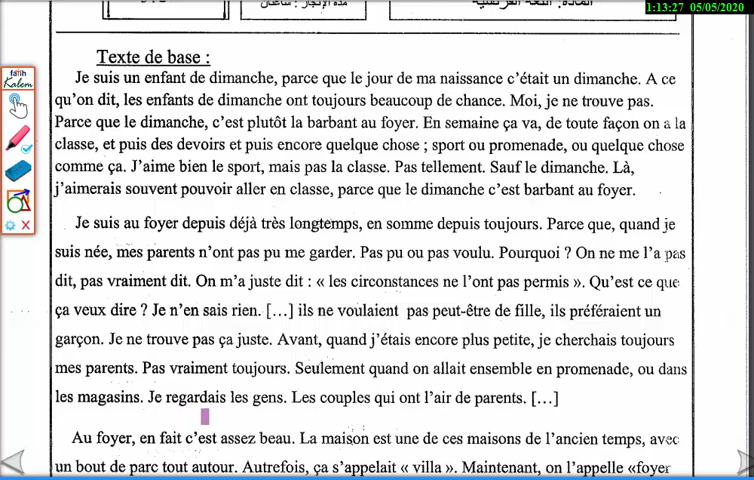 1:13:27 05/05/2020
fatih
Kalem
Texte de base :
Je suis un enfant de dimanche, parce que le jour de ma naissance c'était un dimanche. A ce
qu'on dit, les enfants de dimanche ont toujours beaucoup de chance. Moi, je ne trouve pas.
Parce que le dimanche, c'est plutôt la barbant au foyer. En semaine ça va, de toute façon on a la
classe, et puis des devoirs et puis encore quelque chose ; sport ou promenade, ou quelque chose
comme ça. J'aime bien le sport, mais pas la classe. Pas tellement. Sauf le dimanche. Là,
j'aimerais souvent pouvoir aller en classe, parce que le dimanche c'est barbant au foyer.
Je suis au foyer depuis déjà très longtemps, en somme depuis toujours. Parce que, quand je
suis née, mes parents n'ont pas pu me garder. Pas pu ou pas voulu. Pourquoi ? On ne me l'a pas
dit, pas vraiment dit. On m'a juste dit : « les circonstances ne l'ont pas permis ». Qu'est ce que
ça veux dire ? Je n'en sais rien. […] ils ne voulaient pas peut-être de fille, ils préféraient un
garçon. Je ne trouve pas ça juste. Avant, quand j'étais encore plus petite, je cherchais toujours
mes parents. Pas vraiment toujours. Seulement quand on allait ensemble en promenade, ou dans
les magasins. Je regardais les gens. Les couples qui ont l'air de parents. […]
Au foyer, en fait c'est assez beau. La maison est une de ces maisons de l'ancien temps, avec
un bout de parc tout autour. Autrefois, ça s'appelait « villa ». Maintenant, on l'appelle «foyer